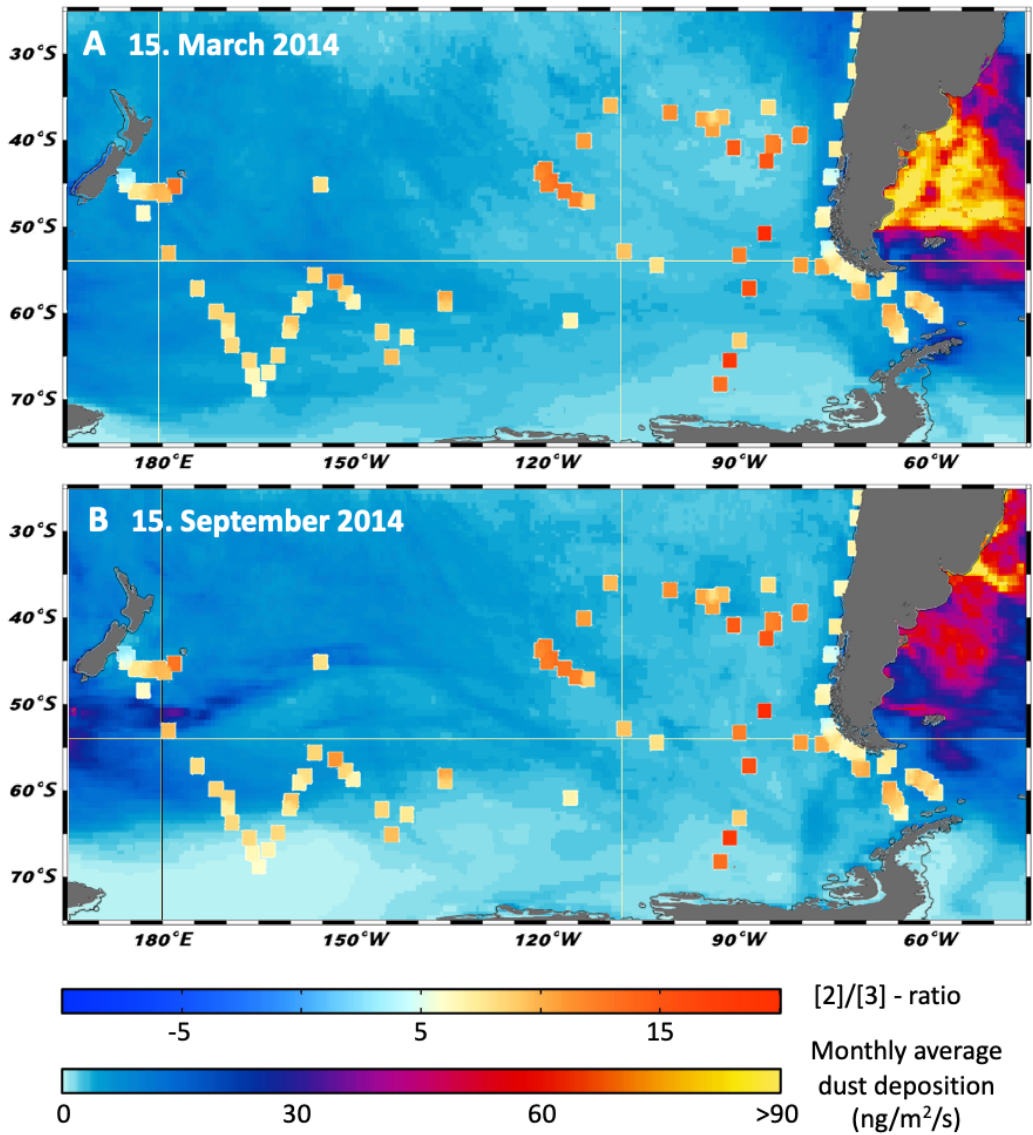 A 15. March 2014
30°S
40°S
50°S
60°S
70°S
180°E 150°W 120°W 90°W 60°W
B 15. September 2014
30°S
40°S
50°S
60°S
70°S
180°E 150°W 120°W 90°W 60°W
[2]/[3] - ratio
-5 5 15
Monthly average
dust deposition
(ng/m²/s)
0 30 60 >90